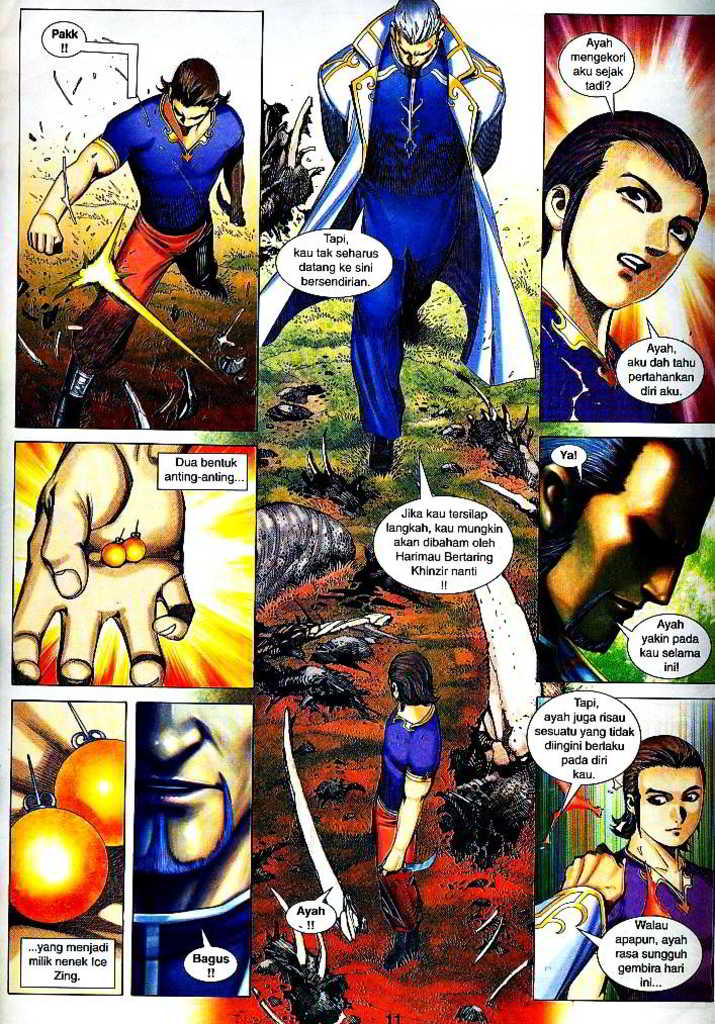 Pakk
!!
Dua bentuk
anting-anting...
...yang menjadi
milik nenek Ice
Zing.
Bagus
!!
Tapi,
kau tak seharus
datang ke sini
bersendirian.
Jika kau tersilap
langkah, kau mungkin
akan dibaham oleh
Harimau Bertaring
Khinzir nanti
!!
Ayah
!!
Ayah
mengekori
aku sejak
tadi?
Ayah,
aku dah tahu
pertahankan
diri aku.
Ya!
Ayah
yakin pada
kau selama
ini!
Tapi,
ayah juga risau
sesuatu yang tidak
diingini berlaku
pada diri
kau.
Walau
apapun, ayah
rasa sungguh
gembira hari
ini...
11